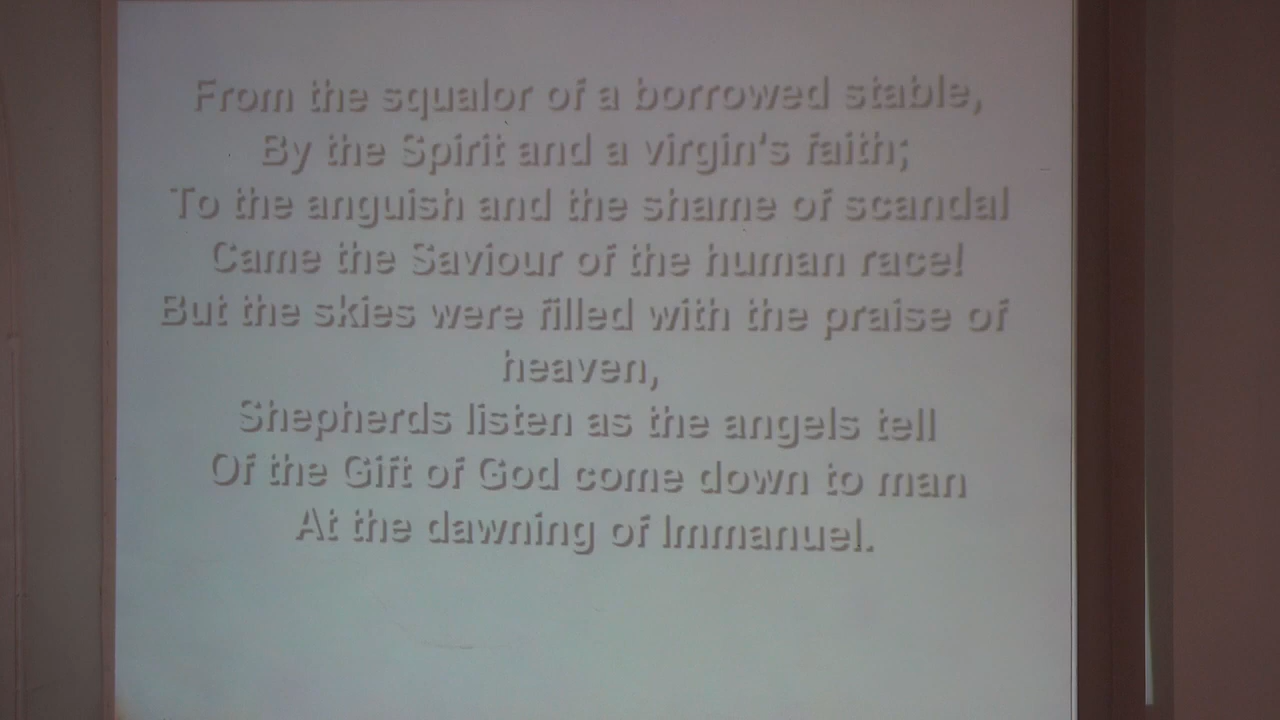 From the squalor of a borrowed stable,
By the Spirit and a virgin's faith;
To the anguish and the shame of scandal
Came the Saviour of the human race!
But the skies were filled with the praise of
heaven,
Shepherds listen as the angels tell
Of the Gift of God come down to man
At the dawning of Immanuel.